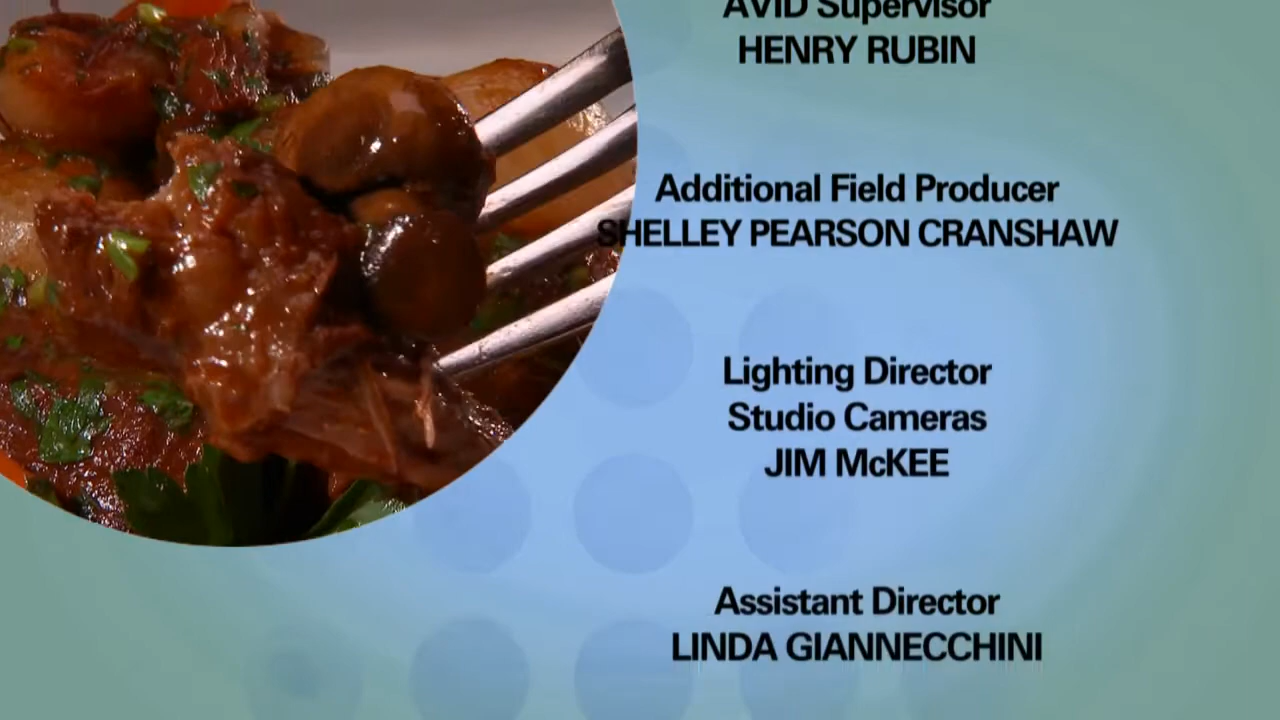 AVID Supervisor
HENRY RUBIN
Additional Field Producer
SHELLEY PEARSON CRANSHAW
Lighting Director
Studio Cameras
JIM McKEE
Assistant Director
LINDA GIANNECCHINI